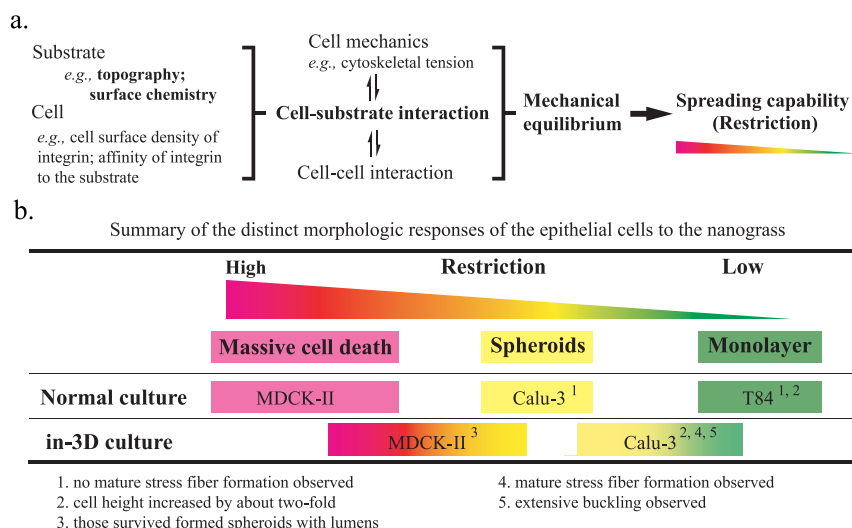 a.
Substrate
e.g., topography;
surface chemistry
Cell
e.g., cell surface density of
integrin; affinity of integrin
to the substrate
Cell mechanics
e.g., cytoskeletal tension
Cell-substrate interaction
Cell-cell interaction
Mechanical
equilibrium
Spreading capability
(Restriction)
b.
Summary of the distinct morphologic responses of the epithelial cells to the nanograss
High Restriction Low
Massive cell death Spheroids Monolayer
Normal culture MDCK-II Calu-3 1 T84 1, 2
in-3D culture MDCK-II 3 Calu-3 2, 4, 5
1. no mature stress fiber formation observed
2. cell height increased by about two-fold
3. those survived formed spheroids with lumens
4. mature stress fiber formation observed
5. extensive buckling observed